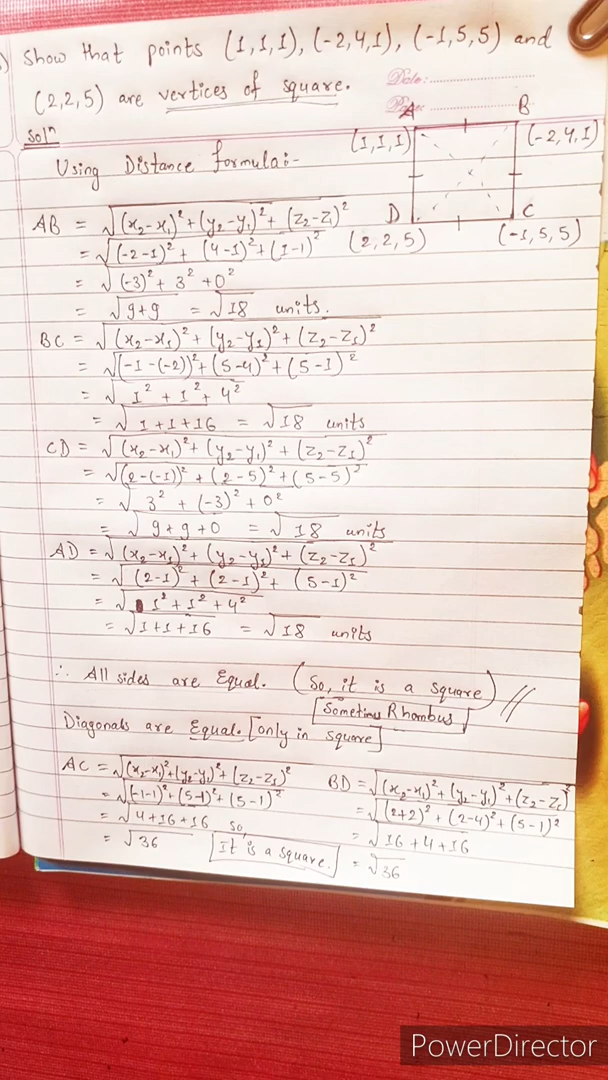 Show that points (1,1,1), (-2,4,1), (-1,5,5) and
(2,2,5) are vertices of square.
Date:
Solⁿ
A
B
(1,1,1)
(-2,4,1)
D
C
(2,2,5)
(-1,5,5)
Using Distance formula:-
AB = √(x₂-x₁)²+(y₂-y₁)²+(z₂-z₁)²
= √(-2-1)²+ (4-1)²+(1-1)²
= √(-3)²+ 3²+0²
= √9+9 = √18 units.
BC = √(x₂-x₁)²+(y₂-y₁)²+(z₂-z₁)²
= √(-1-(-2))²+(5-4)²+(5-1)²
= √1²+1²+4²
= √1+1+16 = √18 units
CD = √(x₂-x₁)²+(y₂-y₁)²+(z₂-z₁)²
= √(2-(-1))²+(2-5)²+(5-5)²
= √3²+(-3)²+0²
= √9+9+0 = √18 units
AD = √(x₂-x₁)²+(y₂-y₁)²+(z₂-z₁)²
= √(2-1)²+(2-1)²+ (5-1)²
= √1²+1²+4²
= √1+1+16 = √18 units
∴ All sides are Equal. (So, it is a square)
Sometimes Rhombus
Diagonals are Equal. [only in square]
AC = √(x₂-x₁)²+(y₂-y₁)²+(z₂-z₁)²
= √(-1-1)²+(5-1)²+(5-1)²
= √4+16+16
= √36
So,
It is a square.
BD = √(x₂-x₁)²+(y₂-y₁)²+(z₂-z₁)²
= √(2+2)²+(2-4)²+(5-1)²
= √16+4+16
= √36
PowerDirector